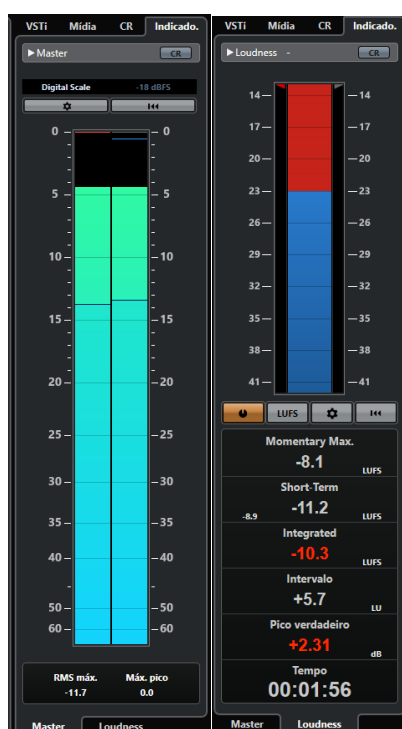 VSTi Mídia CR Indicado.
Master CR
Digital Scale -18 dBFS
0 0
5 5
10 10
15 15
20 20
25 25
30 30
35 35
40 40
50 50
60 60
RMS máx. Máx. pico
-11.7 0.0
Master Loudness
VSTi Mídia CR Indicado.
Loudness - CR
14 14
17 17
20 20
23 23
26 26
29 29
32 32
35 35
38 38
41 41
LUFS
Momentary Max.
-8.1 LUFS
Short-Term
-8.9 -11.2 LUFS
Integrated
-10.3 LUFS
Intervalo
+5.7 LU
Pico verdadeiro
+2.31 dB
Tempo
00:01:56
Master Loudness